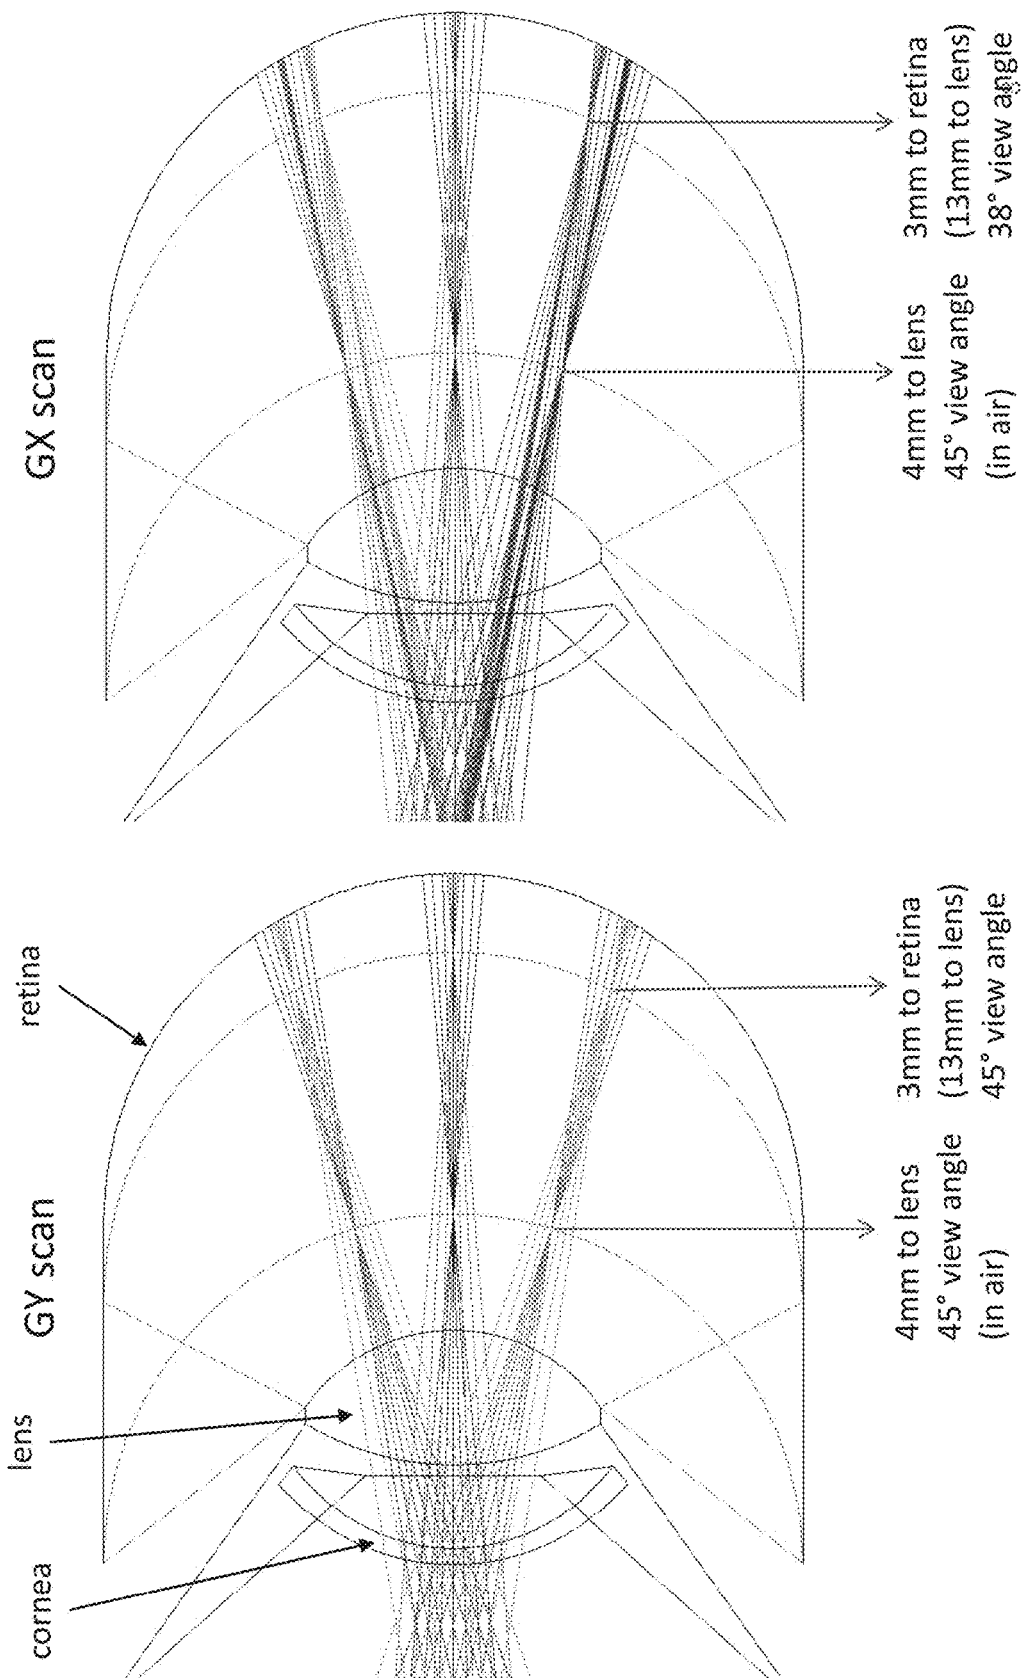 GY scan
cornea
lens
retina
4mm to lens
45° view angle
(in air)
3mm to retina
(13mm to lens)
45° view angle
GX scan
4mm to lens
45° view angle
(in air)
3mm to retina
(13mm to lens)
38° view angle